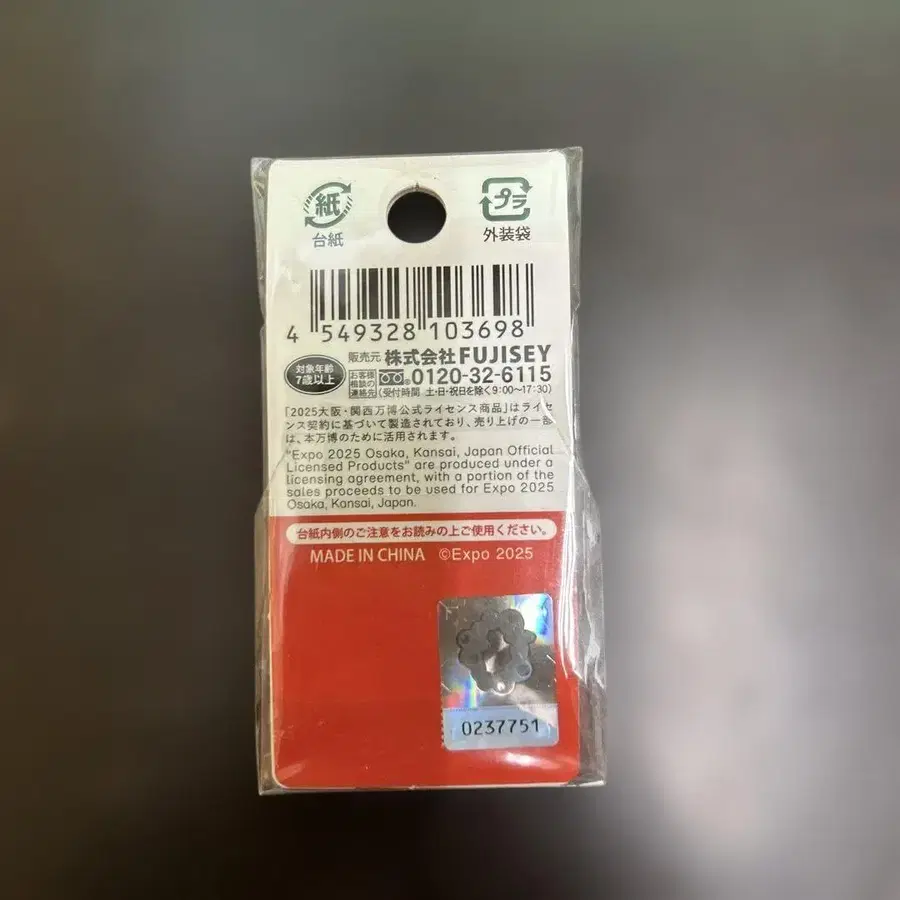 紙
台紙
プラ
外装袋
4 549328 103698
対象年齢
7歳以上
販売元 株式会社FUJISEY
お客様
相談の
連絡先
0120-32-6115
(受付時間 土・日・祝日を除く9:00〜17:30)
「2025大阪・関西万博公式ライセンス商品」はライセ
ンス契約に基づいて製造されており、売り上げの一部
は、本万博のために活用されます。
"Expo 2025 Osaka, Kansai, Japan Official
Licensed Products" are produced under a
licensing agreement, with a portion of the
sales proceeds to be used for Expo 2025
Osaka, Kansai, Japan.
台紙内側のご注意をお読みの上ご使用ください。
MADE IN CHINA ©Expo 2025
0237751